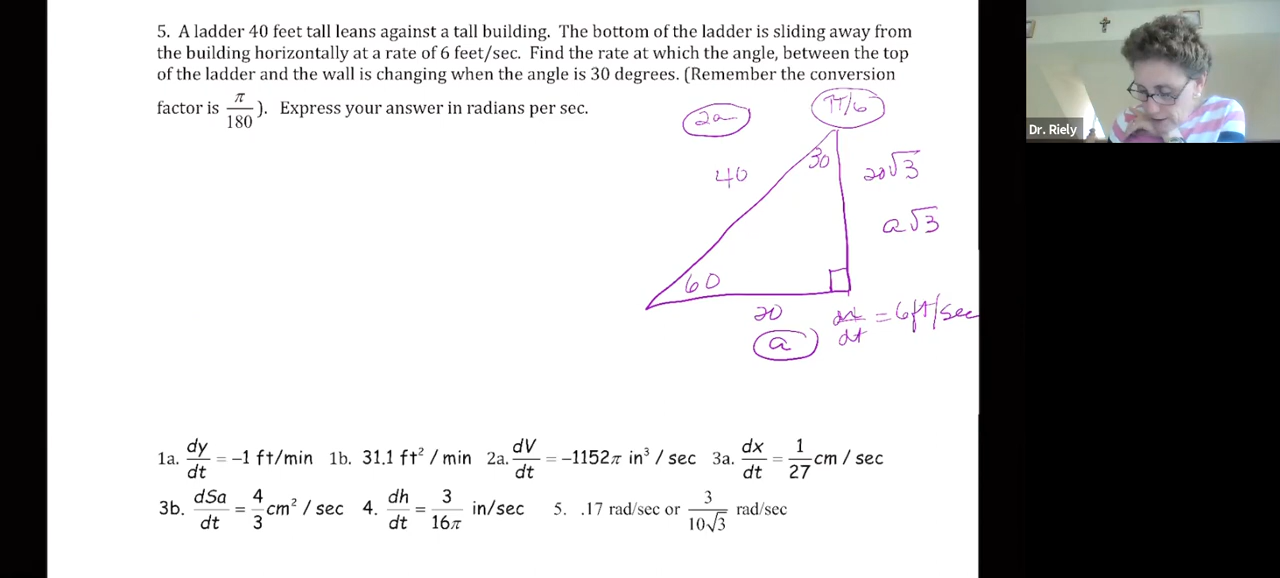 5. A ladder 40 feet tall leans against a tall building. The bottom of the ladder is sliding away from
the building horizontally at a rate of 6 feet/sec. Find the rate at which the angle, between the top
of the ladder and the wall is changing when the angle is 30 degrees. (Remember the conversion
factor is π/180 ). Express your answer in radians per sec.
2a
π/6
Dr. Riely
30
40
20√3
a√3
60
20
dx/dt = 6ft/sec
a
1a. dy/dt = −1 ft/min 1b. 31.1 ft² / min 2a. dV/dt = −1152π in³ / sec 3a. dx/dt = 1/27 cm / sec
3b. dSa/dt = 4/3 cm² / sec 4. dh/dt = 3/16π in/sec 5. .17 rad/sec or 3/10√3 rad/sec